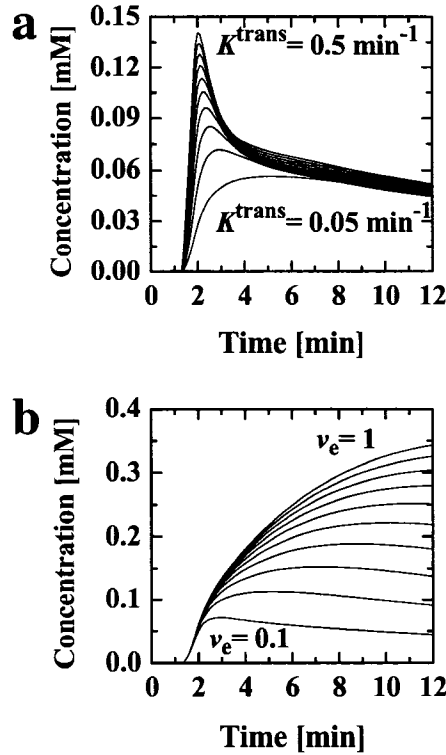 a
Concentration [mM]
0.15
0.12
0.09
0.06
0.03
0.00
K^trans = 0.5 min^-1
K^trans = 0.05 min^-1
0 2 4 6 8 10 12
Time [min]
b
Concentration [mM]
0.4
0.3
0.2
0.1
0.0
v_e = 1
v_e = 0.1
0 2 4 6 8 10 12
Time [min]